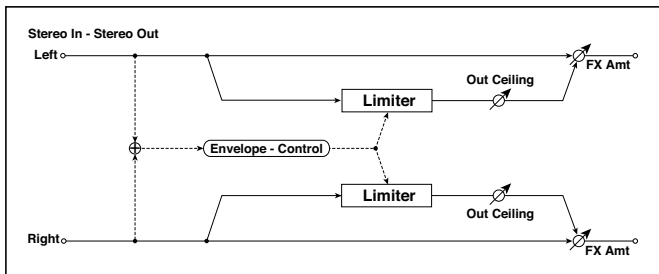 Stereo In - Stereo Out
Left
FX Amt
Out Ceiling
Limiter
Envelope - Control
Limiter
Out Ceiling
Right
FX Amt